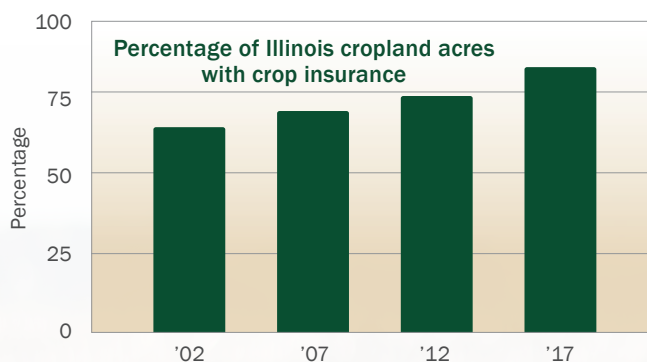 100
Percentage of Illinois cropland acres
with crop insurance
75
Percentage
50
25
0
’02 ’07 ’12 ’17